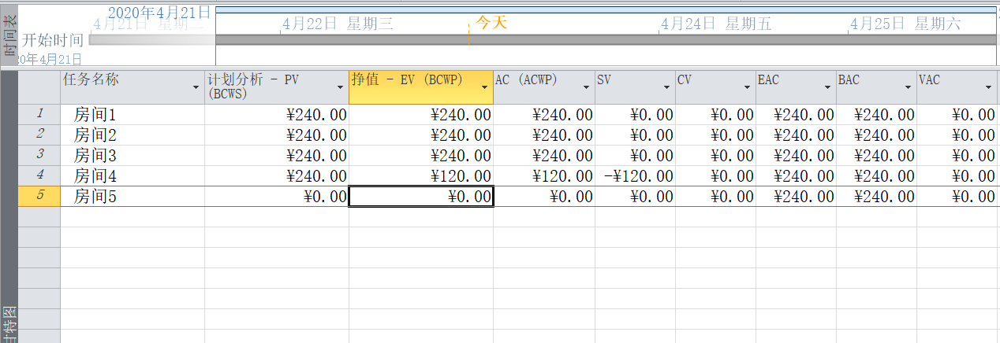 时间表
2020年4月21日
4月21日 星期二
4月22日 星期三
今天
4月24日 星期五
4月25日 星期六
开始时间
20年4月21日
任务名称 计划分析 - PV (BCWS) 挣值 - EV (BCWP) AC (ACWP) SV CV EAC BAC VAC
1 房间1 ¥240.00 ¥240.00 ¥240.00 ¥0.00 ¥0.00 ¥240.00 ¥240.00 ¥0.00
2 房间2 ¥240.00 ¥240.00 ¥240.00 ¥0.00 ¥0.00 ¥240.00 ¥240.00 ¥0.00
3 房间3 ¥240.00 ¥240.00 ¥240.00 ¥0.00 ¥0.00 ¥240.00 ¥240.00 ¥0.00
4 房间4 ¥240.00 ¥120.00 ¥120.00 -¥120.00 ¥0.00 ¥240.00 ¥240.00 ¥0.00
5 房间5 ¥0.00 ¥0.00 ¥0.00 ¥0.00 ¥0.00 ¥240.00 ¥240.00 ¥0.00
甘特图